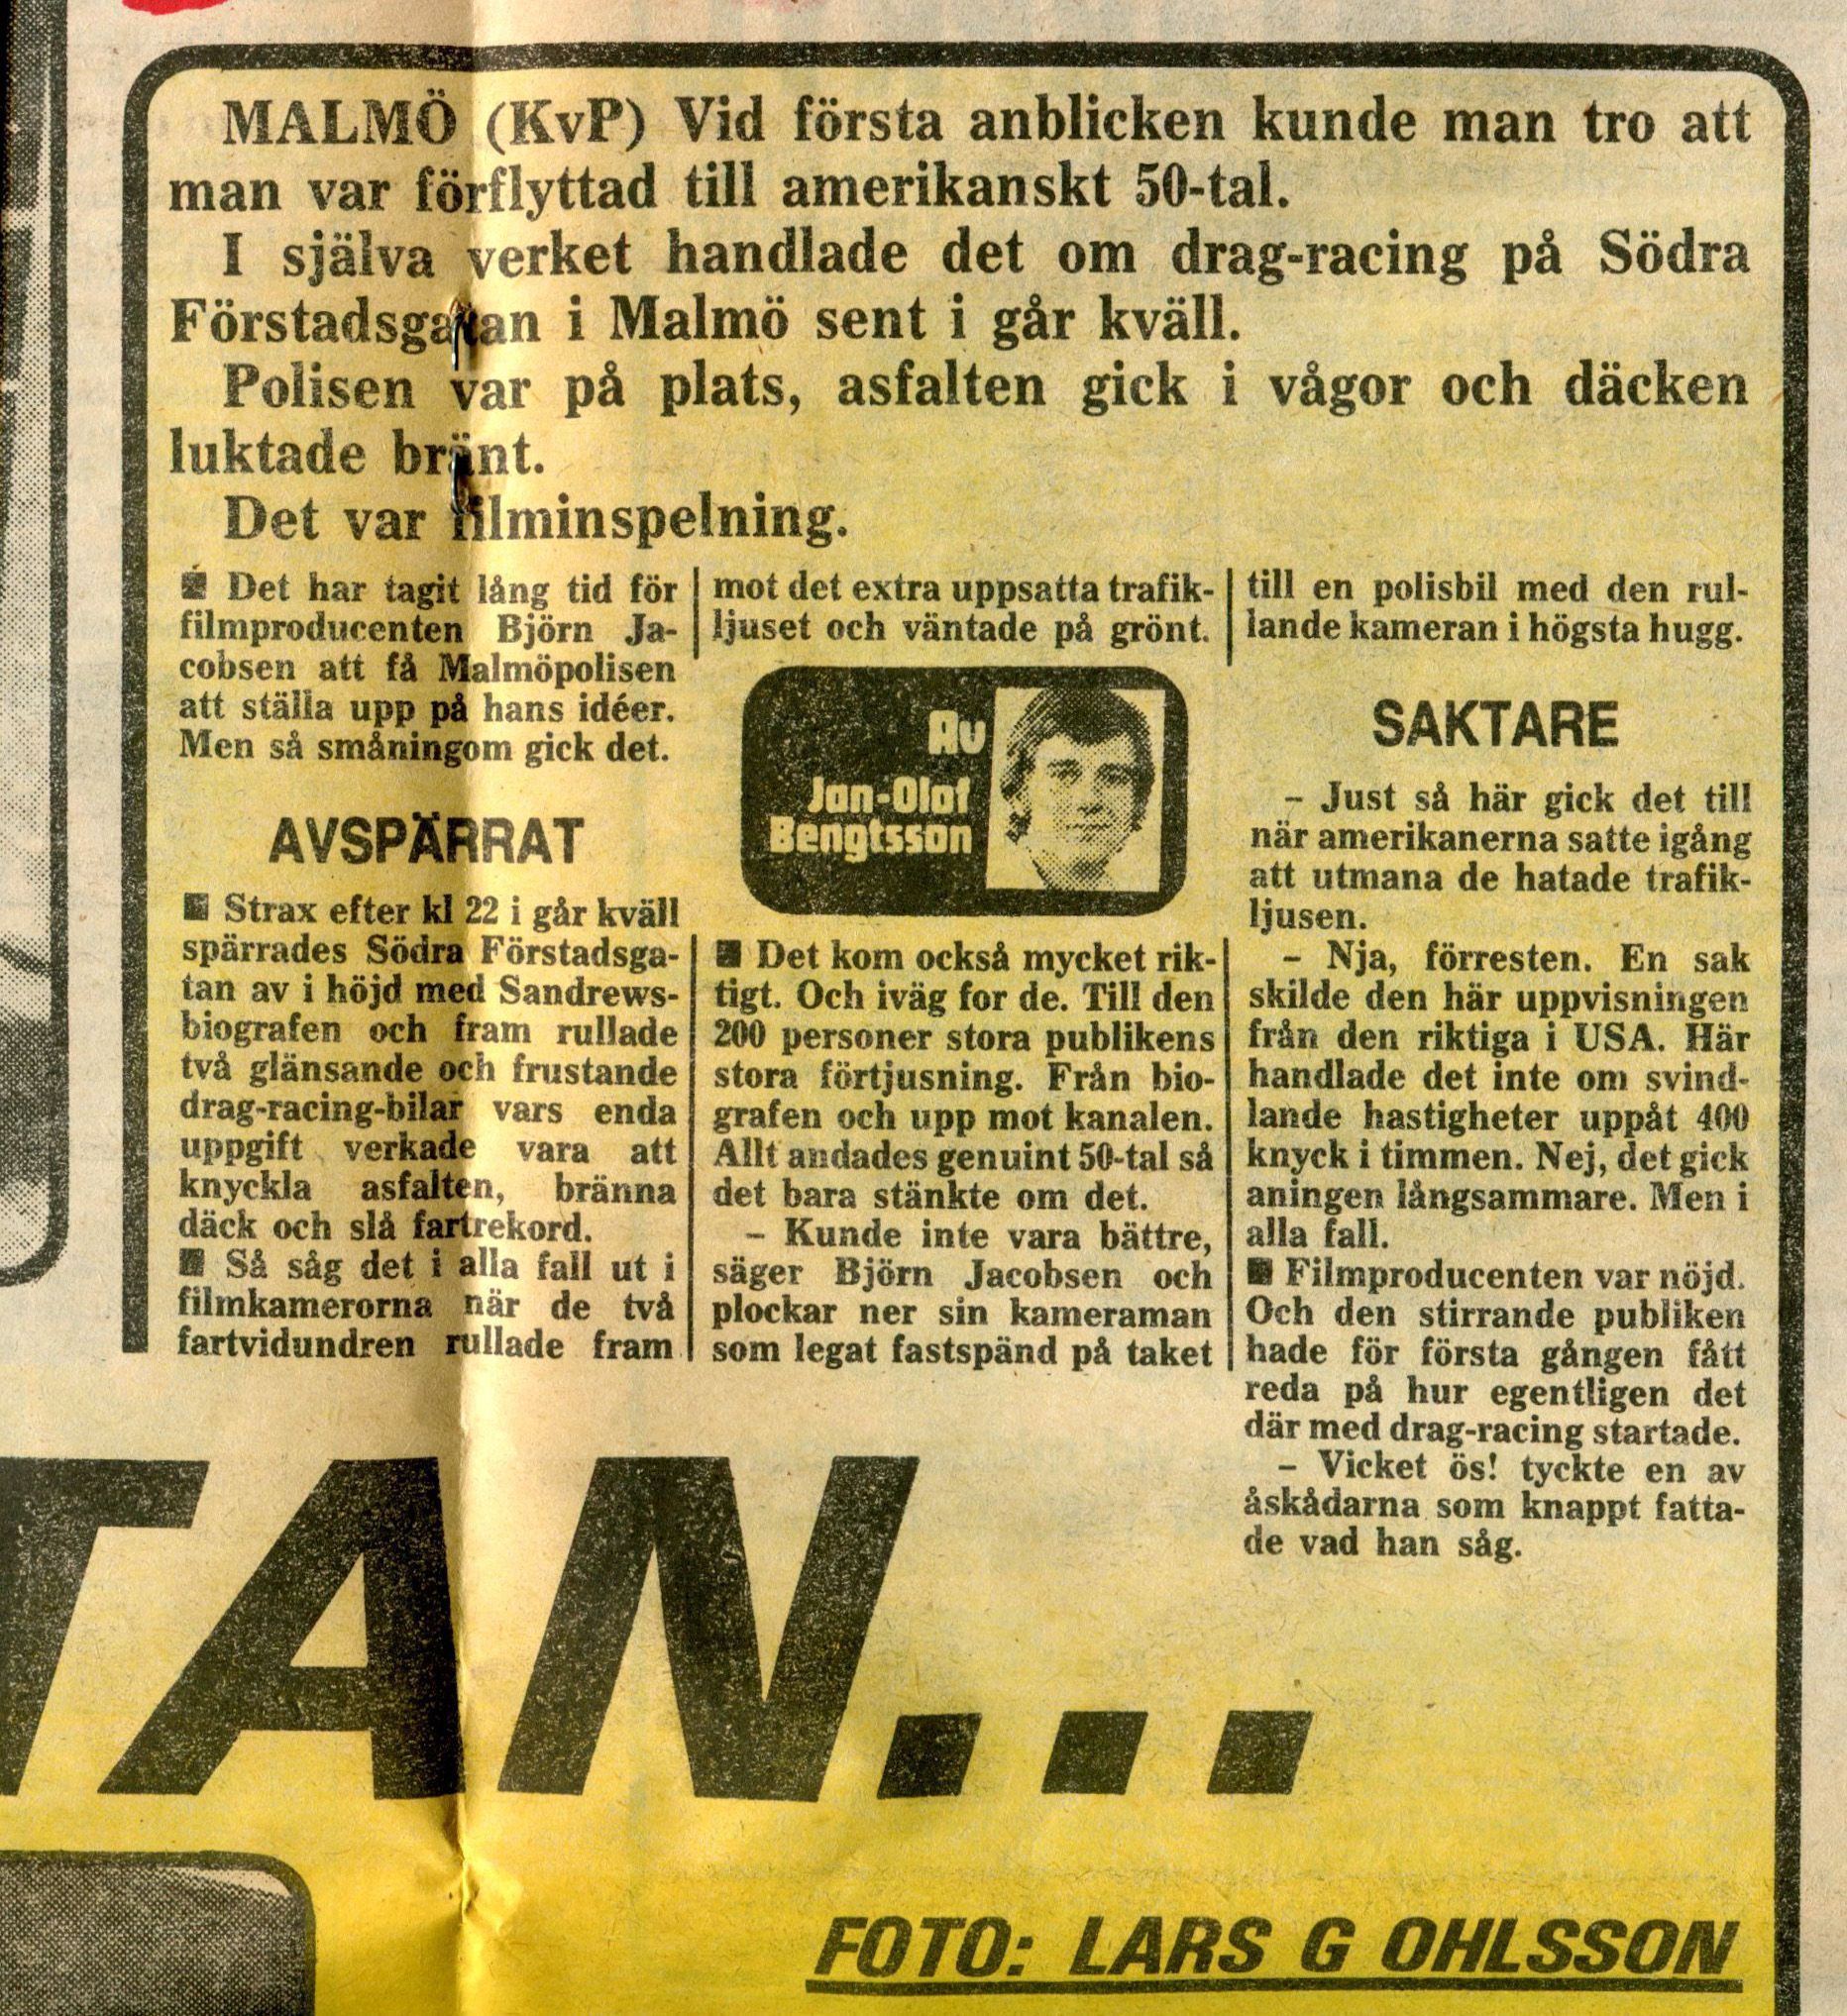 MALMÖ (KvP) Vid första anblicken kunde man tro att
man var förflyttad till amerikanskt 50-tal.
I själva verket handlade det om drag-racing på Södra
Förstadsgatan i Malmö sent i går kväll.
Polisen var på plats, asfalten gick i vågor och däcken
luktade bränt.
Det var filminspelning.
■ Det har tagit lång tid för
filmproducenten Björn Ja-
cobsen att få Malmöpolisen
att ställa upp på hans idéer.
Men så småningom gick det.
AVSPÄRRAT
■ Strax efter kl 22 i går kväll
spärrades Södra Förstadsga-
tan av i höjd med Sandrews-
biografen och fram rullade
två glänsande och frustande
drag-racing-bilar vars enda
uppgift verkade vara att
knyckla asfalten, bränna
däck och slå fartrekord.
■ Så såg det i alla fall ut i
filmkamerorna när de två
fartvidundren rullade fram
mot det extra uppsatta trafik-
ljuset och väntade på grönt.
Av
Jan-Olof
Bengtsson
■ Det kom också mycket rik-
tigt. Och iväg for de. Till den
200 personer stora publikens
stora förtjusning. Från bio-
grafen och upp mot kanalen.
Allt andades genuint 50-tal så
det bara stänkte om det.
– Kunde inte vara bättre,
säger Björn Jacobsen och
plockar ner sin kameraman
som legat fastspänd på taket
till en polisbil med den rul-
lande kameran i högsta hugg.
SAKTARE
– Just så här gick det till
när amerikanerna satte igång
att utmana de hatade trafik-
ljusen.
– Nja, förresten. En sak
skilde den här uppvisningen
från den riktiga i USA. Här
handlade det inte om svind-
lande hastigheter uppåt 400
knyck i timmen. Nej, det gick
aningen långsammare. Men i
alla fall.
■ Filmproducenten var nöjd.
Och den stirrande publiken
hade för första gången fått
reda på hur egentligen det
där med drag-racing startade.
– Vicket ös! tyckte en av
åskådarna som knappt fatta-
de vad han såg.
TAN...
FOTO: LARS G OHLSSON